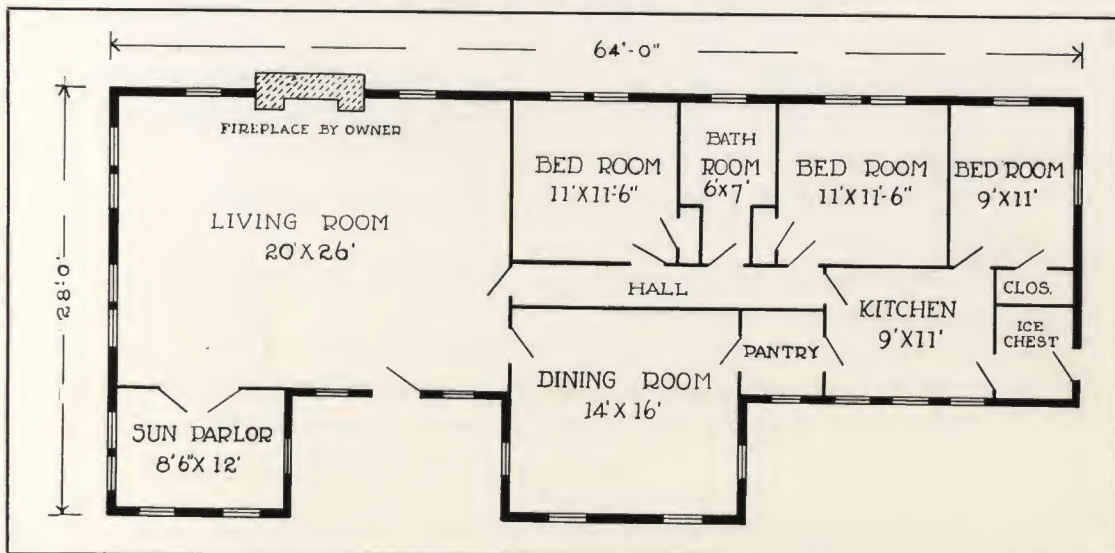 64'-0"
28'-0"
FIREPLACE BY OWNER
LIVING ROOM
20'X26'
BED ROOM
11'X11'-6"
BATH
ROOM
6'X7'
BED ROOM
11'X11'-6"
BED ROOM
9'X11'
HALL
CLOS.
KITCHEN
9'X11'
ICE
CHEST
PANTRY
DINING ROOM
14'X16'
SUN PARLOR
8'6"X12'